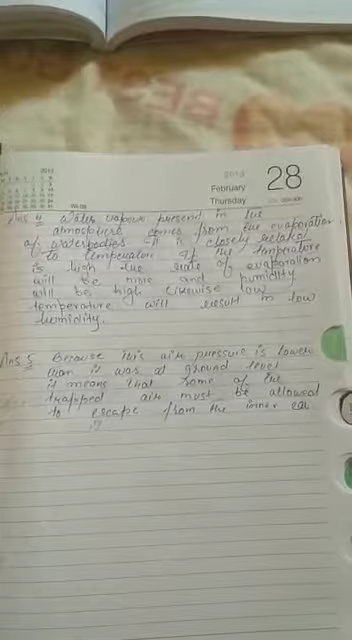 2013
2013
February
Thursday
28
Wk 09
Ans 4 Water vapour present in the
atmosphere comes from the evaporation
of waterbodies It is closely related
to temperature If the temperature
is high the rate of evaporation
will be more and humidity
will be high Likewise low
temperature will result in low
humidity.
Ans 5 Because this air pressure is lower
than it was at ground level
it means that some of the
trapped air must be allowed
to escape from the inner ear